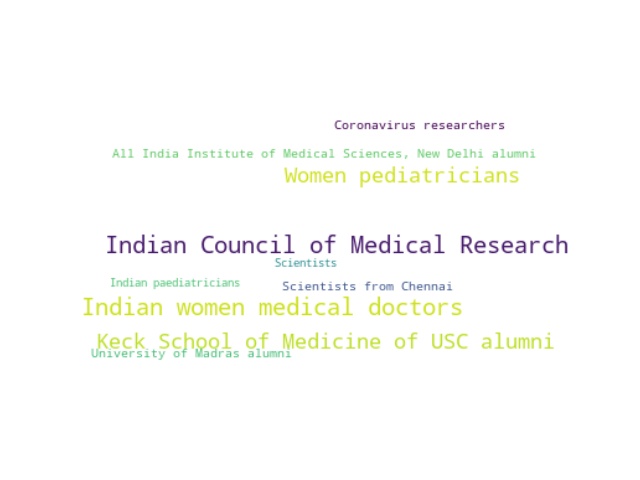 Coronavirus researchers
All India Institute of Medical Sciences, New Delhi alumni
Women pediatricians
Indian Council of Medical Research
Scientists
Indian paediatricians
Scientists from Chennai
Indian women medical doctors
Keck School of Medicine of USC alumni
University of Madras alumni